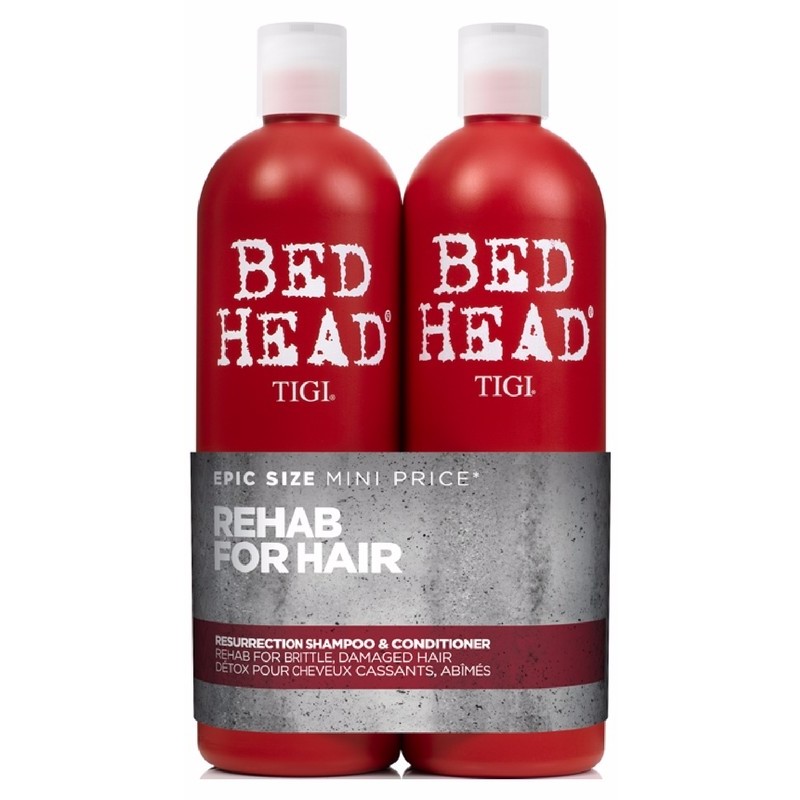 BED
HEAD®
TIGI®
BED
HEAD®
TIGI®
EPIC SIZE MINI PRICE*
REHAB
FOR HAIR
RESURRECTION SHAMPOO & CONDITIONER
REHAB FOR BRITTLE, DAMAGED HAIR
DÉTOX POUR CHEVEUX CASSANTS, ABÎMÉS